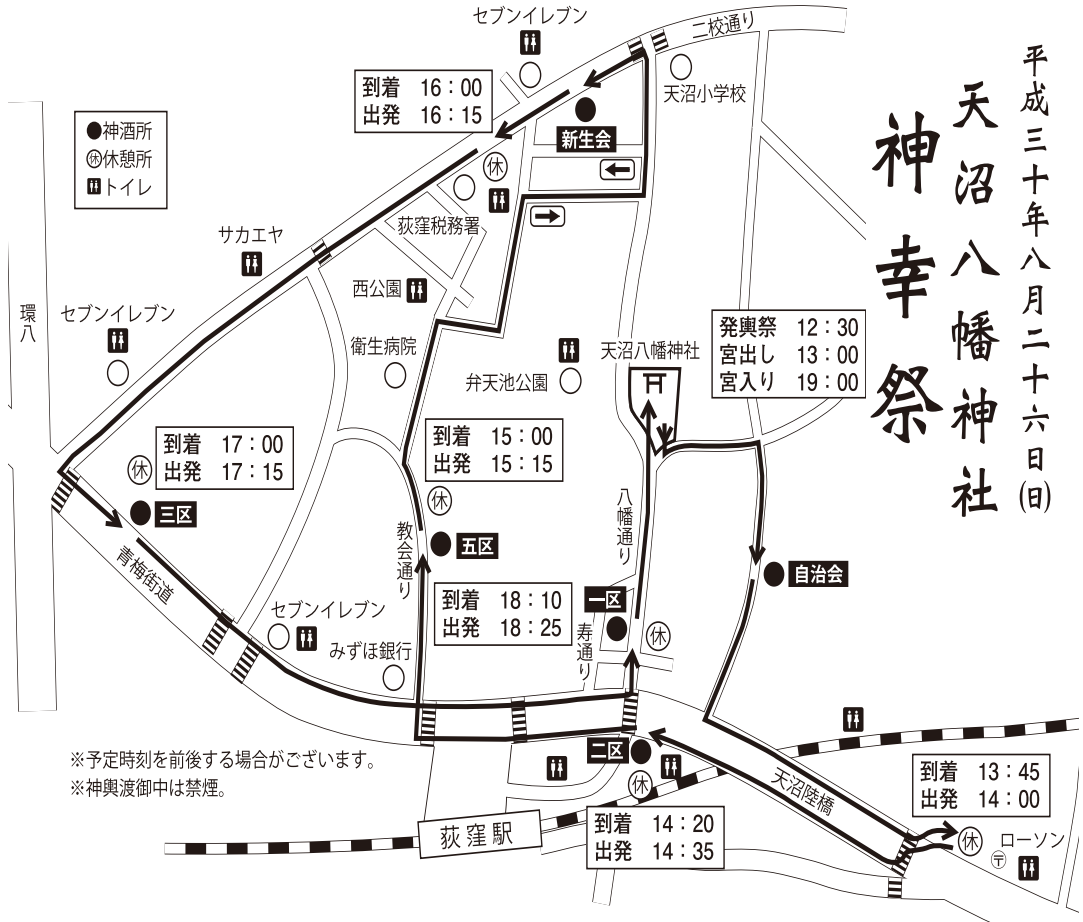 平成三十年八月二十六日(日)
天沼八幡神社
神幸祭
セブンイレブン
二校通り
天沼小学校
到着 16:00
出発 16:15
新生会
神酒所
休 休憩所
トイレ
休
荻窪税務署
サカエヤ
西公園
環八
セブンイレブン
衛生病院
弁天池公園
天沼八幡神社
発輿祭 12:30
宮出し 13:00
宮入り 19:00
到着 17:00
出発 17:15
休
三区
到着 15:00
出発 15:15
休
五区
教会通り
八幡通り
自治会
青梅街道
セブンイレブン
みずほ銀行
到着 18:10
出発 18:25
一区
寿通り
休
二区
休
天沼陸橋
到着 13:45
出発 14:00
休
ローソン
〒
到着 14:20
出発 14:35
荻窪駅
※予定時刻を前後する場合がございます。
※神輿渡御中は禁煙。